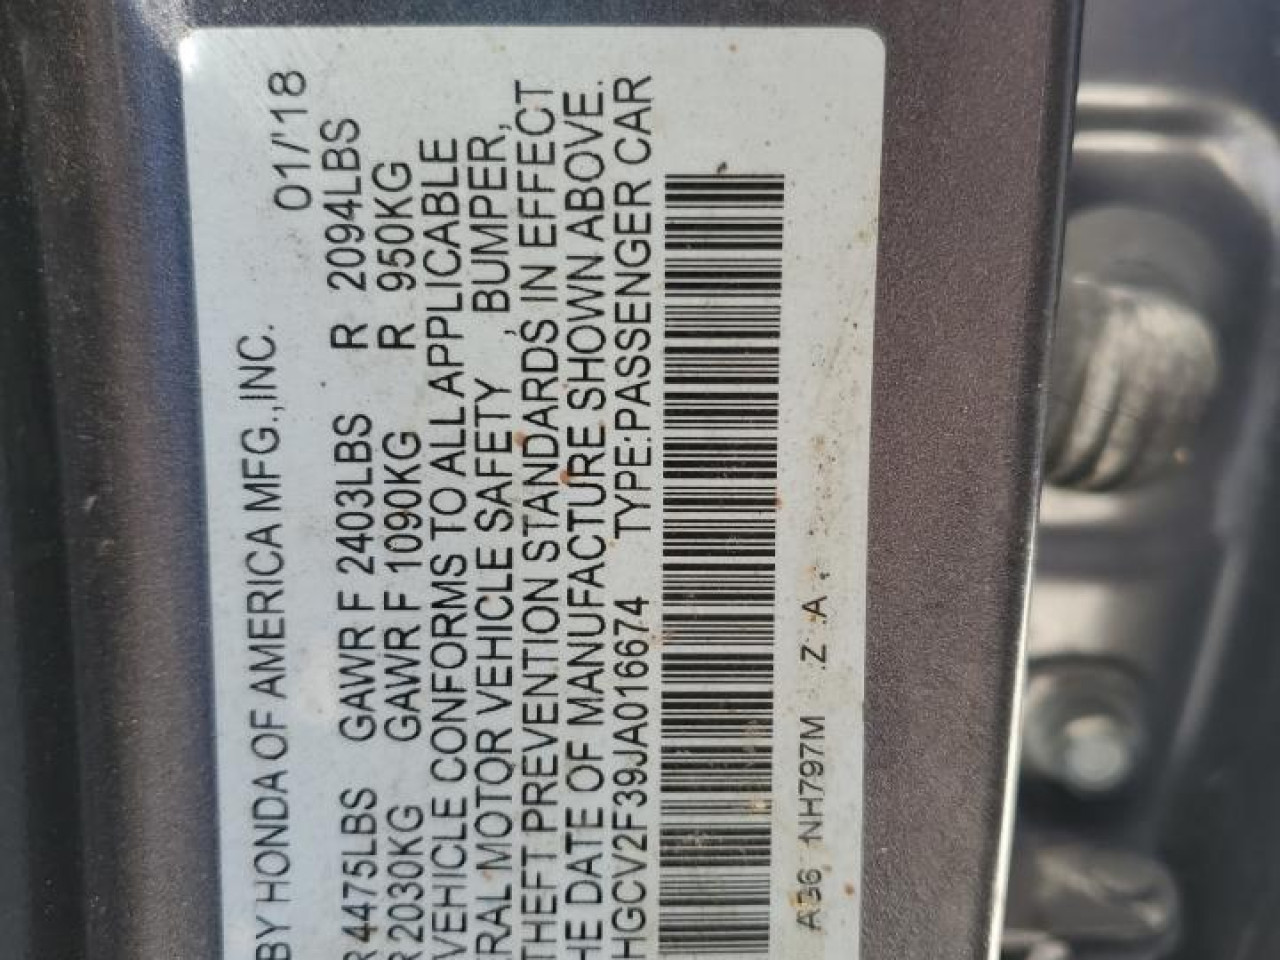 BY HONDA OF AMERICA MFG.,INC. 01/'18
R 4475LBS GAWR F 2403LBS R 2094LBS
R 2030KG GAWR F 1090KG R 950KG
VEHICLE CONFORMS TO ALL APPLICABLE
RAL MOTOR VEHICLE SAFETY , BUMPER,
THEFT PREVENTION STANDARDS IN EFFECT
HE DATE OF MANUFACTURE SHOWN ABOVE.
HGCV2F39JA016674 TYPE:PASSENGER CAR
A36 NH797M Z A